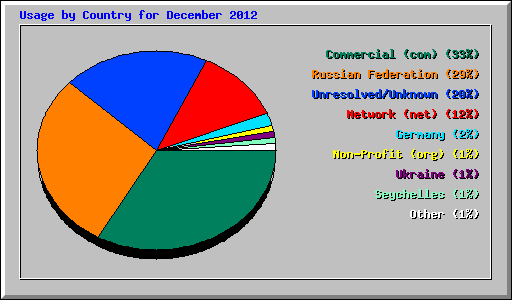 Usage by Country for December 2012
Commercial (com) (33%)
Russian Federation (29%)
Unresolved/Unknown (20%)
Network (net) (12%)
Germany (2%)
Non-Profit (org) (1%)
Ukraine (1%)
Seychelles (1%)
Other (1%)